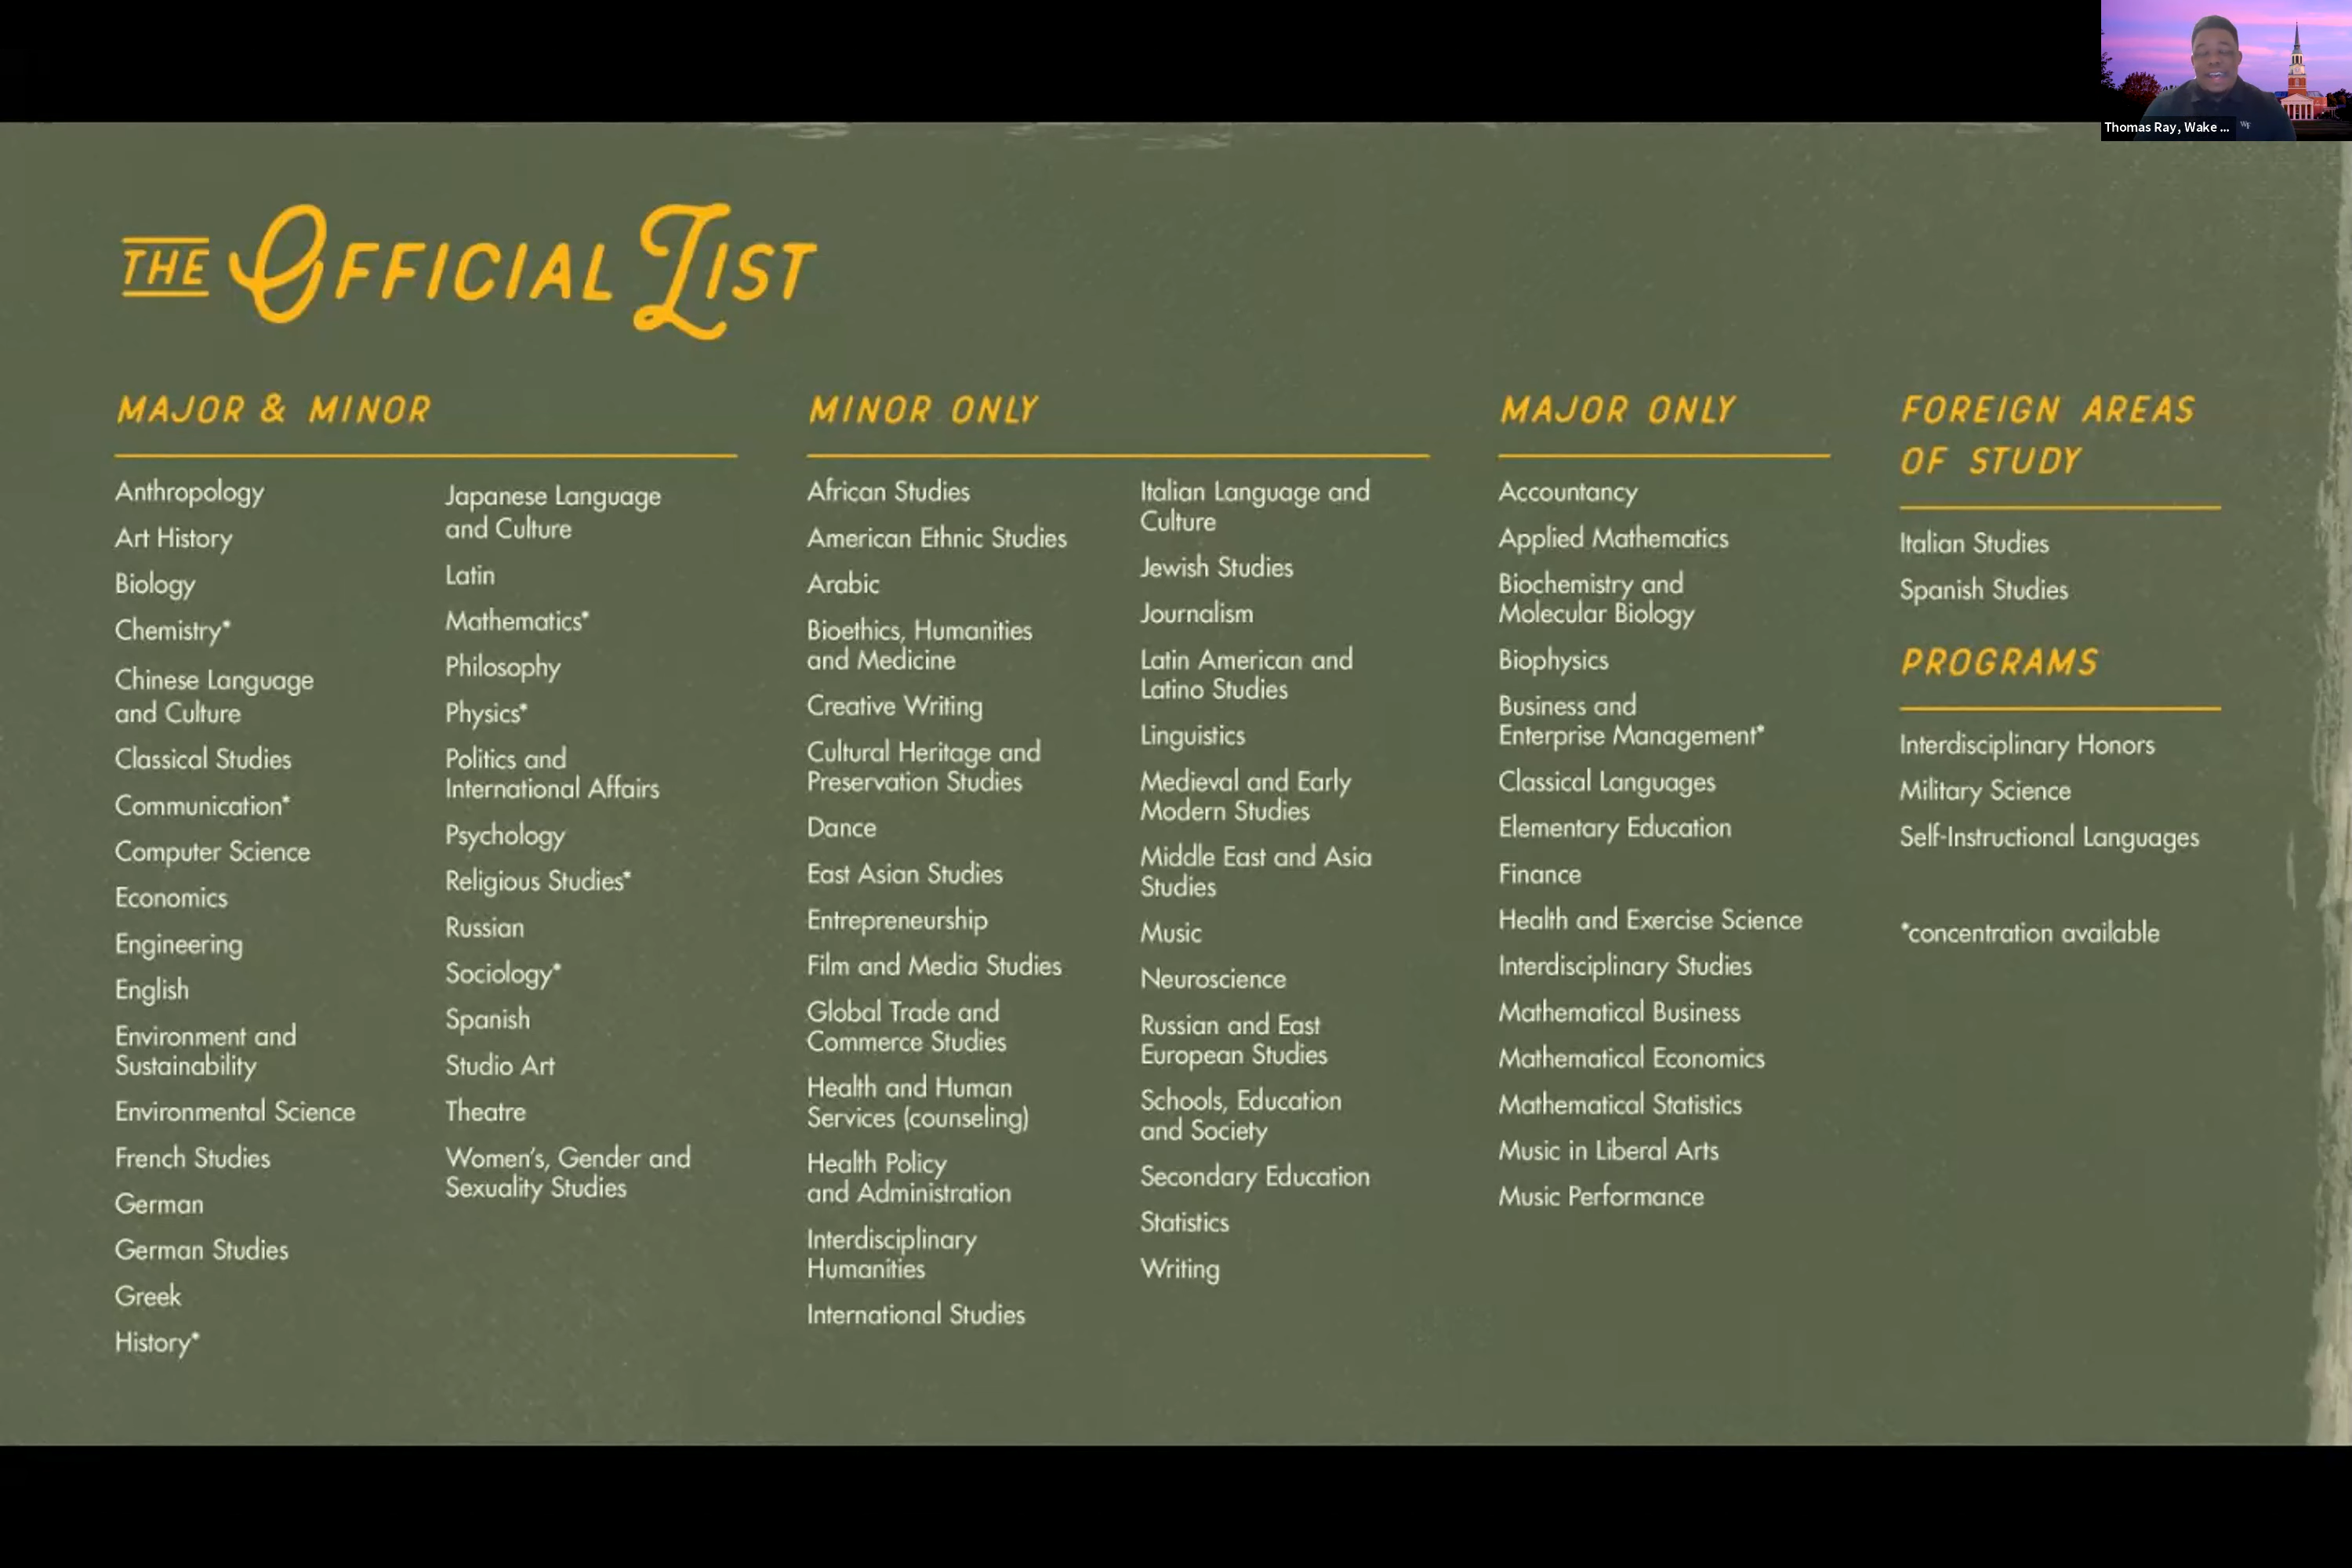 Thomas Ray, Wake ...
THE OFFICIAL LIST
MAJOR & MINOR
Anthropology
Art History
Biology
Chemistry*
Chinese Language
and Culture
Classical Studies
Communication*
Computer Science
Economics
Engineering
English
Environment and
Sustainability
Environmental Science
French Studies
German
German Studies
Greek
History*
Japanese Language
and Culture
Latin
Mathematics*
Philosophy
Physics*
Politics and
International Affairs
Psychology
Religious Studies*
Russian
Sociology*
Spanish
Studio Art
Theatre
Women's, Gender and
Sexuality Studies
MINOR ONLY
African Studies
American Ethnic Studies
Arabic
Bioethics, Humanities
and Medicine
Creative Writing
Cultural Heritage and
Preservation Studies
Dance
East Asian Studies
Entrepreneurship
Film and Media Studies
Global Trade and
Commerce Studies
Health and Human
Services (counseling)
Health Policy
and Administration
Interdisciplinary
Humanities
International Studies
Italian Language and
Culture
Jewish Studies
Journalism
Latin American and
Latino Studies
Linguistics
Medieval and Early
Modern Studies
Middle East and Asia
Studies
Music
Neuroscience
Russian and East
European Studies
Schools, Education
and Society
Secondary Education
Statistics
Writing
MAJOR ONLY
Accountancy
Applied Mathematics
Biochemistry and
Molecular Biology
Biophysics
Business and
Enterprise Management*
Classical Languages
Elementary Education
Finance
Health and Exercise Science
Interdisciplinary Studies
Mathematical Business
Mathematical Economics
Mathematical Statistics
Music in Liberal Arts
Music Performance
FOREIGN AREAS
OF STUDY
Italian Studies
Spanish Studies
PROGRAMS
Interdisciplinary Honors
Military Science
Self-Instructional Languages
*concentration available